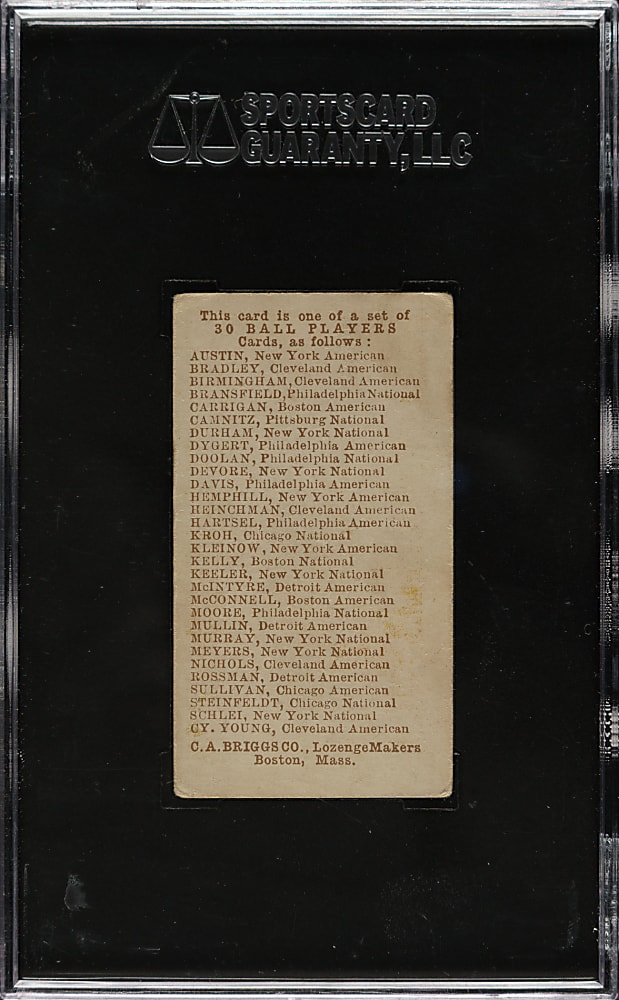 SPORTSCARD
GUARANTY, LLC
This card is one of a set of
30 BALL PLAYERS
Cards, as follows :
AUSTIN, New York American
BRADLEY, Cleveland American
BIRMINGHAM, Cleveland American
BRANSFIELD, Philadelphia National
CARRIGAN, Boston American
CAMNITZ, Pittsburg National
DURHAM, New York National
DYGERT, Philadelphia American
DOOLAN, Philadelphia National
DEVORE, New York National
DAVIS, Philadelphia American
HEMPHILL, New York American
HEINCHMAN, Cleveland American
HARTSEL, Philadelphia American
KROH, Chicago National
KLEINOW, New York American
KELLY, Boston National
KEELER, New York National
McINTYRE, Detroit American
McCONNELL, Boston American
MOORE, Philadelphia National
MULLIN, Detroit American
MURRAY, New York National
MEYERS, New York National
NICHOLS, Cleveland American
ROSSMAN, Detroit American
SULLIVAN, Chicago American
STEINFELDT, Chicago National
SCHLEI, New York National
CY. YOUNG, Cleveland American
C. A. BRIGGS CO., Lozenge Makers
Boston, Mass.